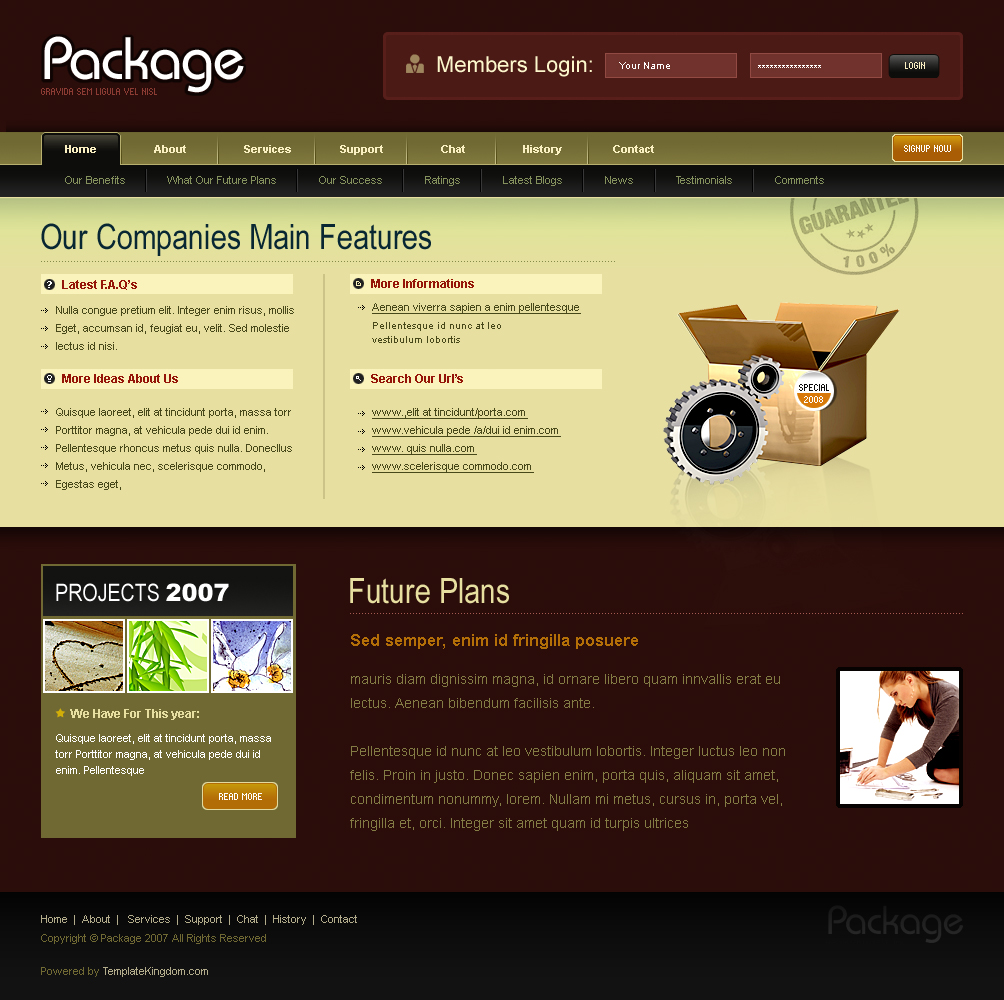 Package
GRAVIDA SEM LIGULA VEL NISL
Members Login:
Your Name
****************
LOGIN
Home About Services Support Chat History Contact
SIGNUP NOW
Our Benefits What Our Future Plans Our Success Ratings Latest Blogs News Testimonials Comments
Our Companies Main Features
GUARANTEE
100%
Latest F.A.Q's
Nulla congue pretium elit. Integer enim risus, mollis
Eget, accumsan id, feugiat eu, velit. Sed molestie
lectus id nisi.
More Informations
Aenean viverra sapien a enim pellentesque
Pellentesque id nunc at leo
vestibulum lobortis
More Ideas About Us
Quisque laoreet, elit at tincidunt porta, massa torr
Porttitor magna, at vehicula pede dui id enim.
Pellentesque rhoncus metus quis nulla. Donecllus
Metus, vehicula nec, scelerisque commodo,
Egestas eget,
Search Our Url's
www.,elit at tincidunt/porta.com
www.vehicula pede /a/dui id enim.com
www. quis nulla.com
www.scelerisque commodo.com
SPECIAL
2008
PROJECTS 2007
We Have For This year:
Quisque laoreet, elit at tincidunt porta, massa
torr Porttitor magna, at vehicula pede dui id
enim. Pellentesque
READ MORE
Future Plans
Sed semper, enim id fringilla posuere
mauris diam dignissim magna, id ornare libero quam innvallis erat eu
lectus. Aenean bibendum facilisis ante.
Pellentesque id nunc at leo vestibulum lobortis. Integer luctus leo non
felis. Proin in justo. Donec sapien enim, porta quis, aliquam sit amet,
condimentum nonummy, lorem. Nullam mi metus, cursus in, porta vel,
fringilla et, orci. Integer sit amet quam id turpis ultrices
Home | About | Services | Support | Chat | History | Contact
Copyright © Package 2007 All Rights Reserved
Powered by TemplateKingdom.com
Package